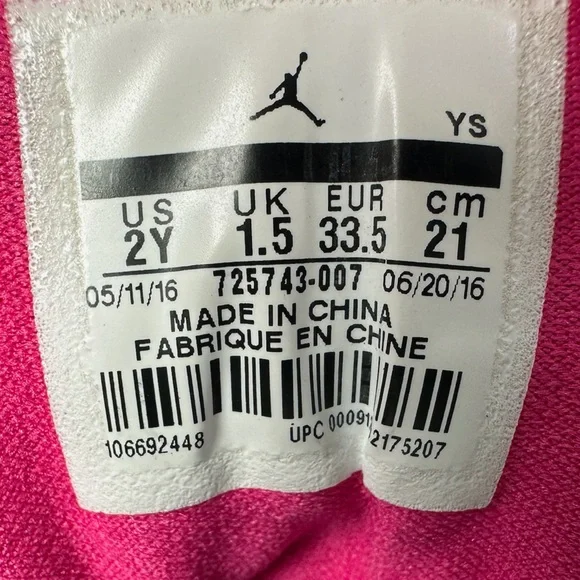 YS
US UK EUR cm
2Y 1.5 33.5 21
05/11/16 725743-007 06/20/16
MADE IN CHINA
FABRIQUE EN CHINE
106692448 UPC 00091 2175207